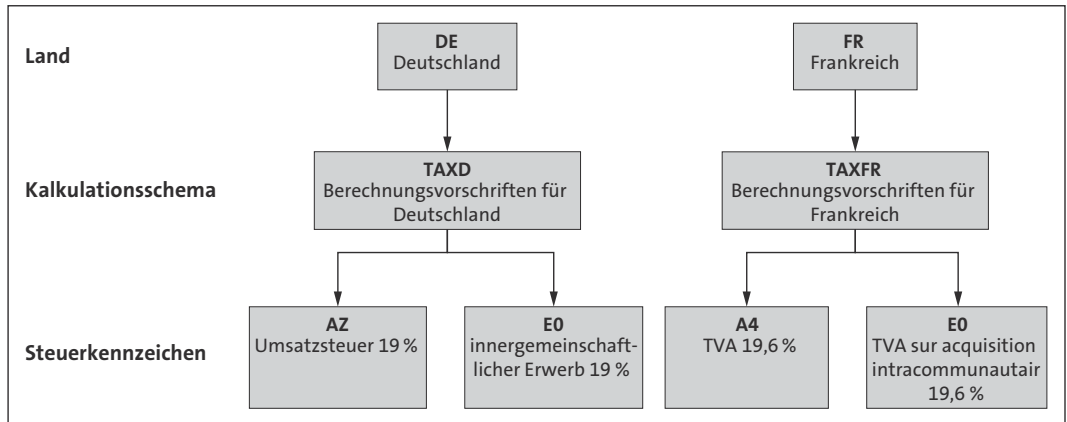 Land
DE
Deutschland
FR
Frankreich
Kalkulationsschema
TAXD
Berechnungsvorschriften für
Deutschland
TAXFR
Berechnungsvorschriften für
Frankreich
Steuerkennzeichen
AZ
Umsatzsteuer 19 %
E0
innergemeinschaft-
licher Erwerb 19 %
A4
TVA 19,6 %
E0
TVA sur acquisition
intracommunautair
19,6 %